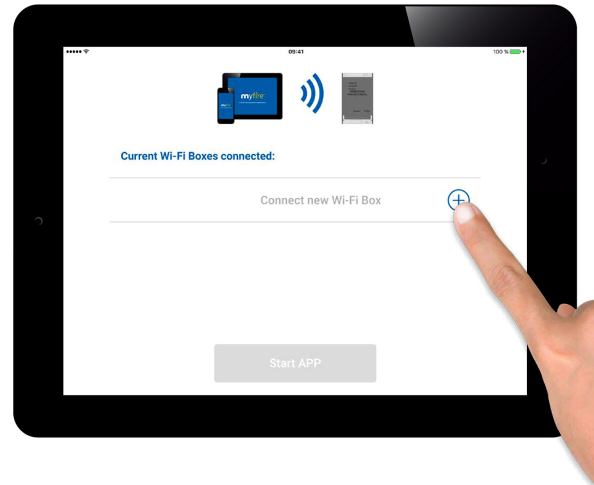 09:41
100 %
myfire
Current Wi-Fi Boxes connected:
Connect new Wi-Fi Box
Start APP